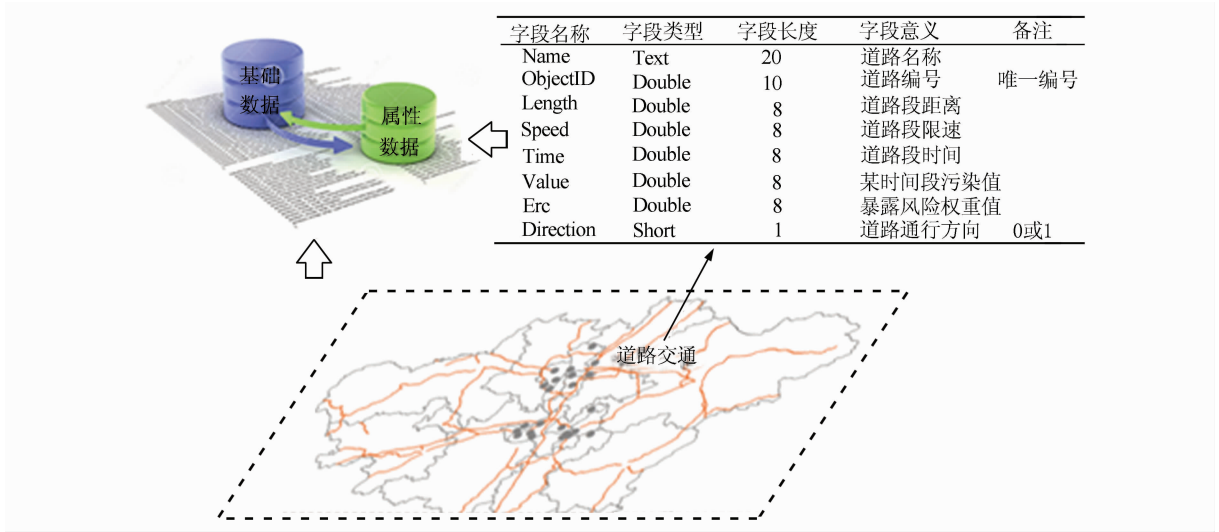 字段名称 字段类型 字段长度 字段意义 备注
Name Text 20 道路名称
ObjectID Double 10 道路编号 唯一编号
Length Double 8 道路段距离
Speed Double 8 道路段限速
Time Double 8 道路段时间
Value Double 8 某时间段污染值
Erc Double 8 暴露风险权重值
Direction Short 1 道路通行方向 0或1
基础
数据
属性
数据
道路交通